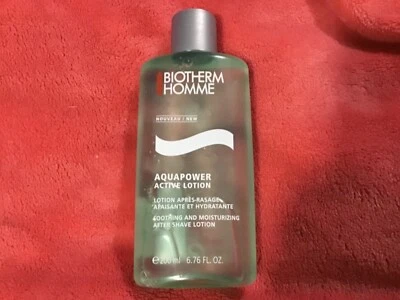 BIOTHERM
HOMME
NOUVEAU | NEW
AQUAPOWER
ACTIVE LOTION
LOTION APRÈS-RASAGE
APAISANTE ET HYDRATANTE
SOOTHING AND MOISTURIZING
AFTER SHAVE LOTION
℮ 200 ml 6.76 FL. OZ.